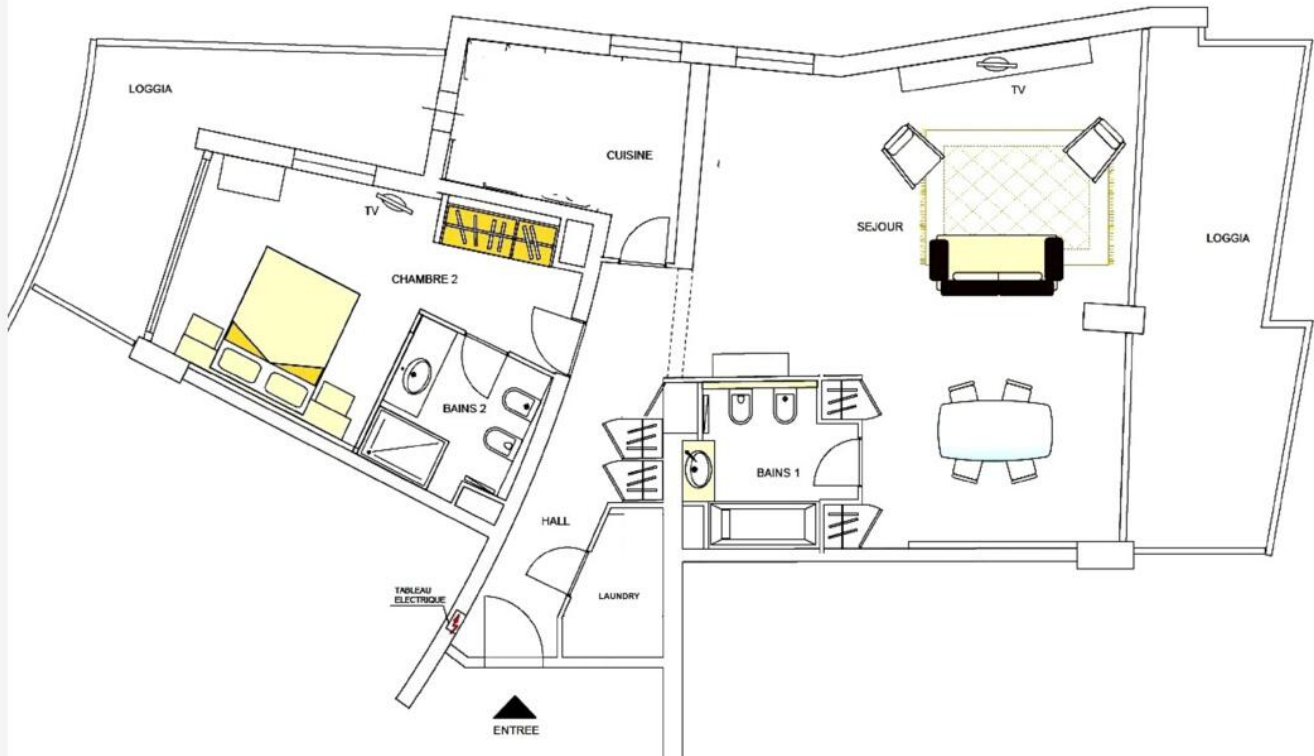 LOGGIA
TV
CUISINE
TV
SEJOUR
LOGGIA
CHAMBRE 2
BAINS 2
BAINS 1
HALL
TABLEAU
ELECTRIQUE
LAUNDRY
ENTREE